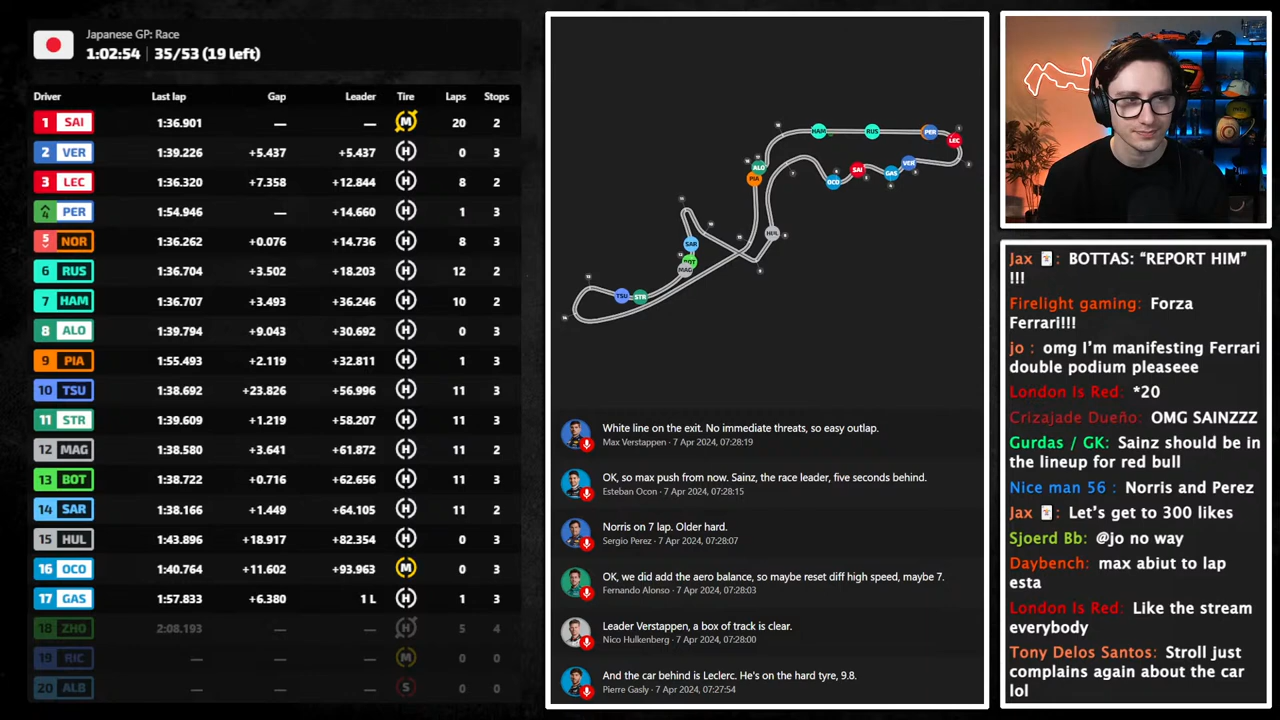 Japanese GP: Race
1:02:54 35/53 (19 left)
Driver Last lap Gap Leader Tire Laps Stops
1 SAI 1:36.901 — — M 20 2
2 VER 1:39.226 +5.437 +5.437 H 0 3
3 LEC 1:36.320 +7.358 +12.844 H 8 2
4 PER 1:54.946 — +14.660 H 1 3
5 NOR 1:36.262 +0.076 +14.736 H 8 3
6 RUS 1:36.704 +3.502 +18.203 H 12 2
7 HAM 1:36.707 +3.493 +36.246 H 10 2
8 ALO 1:39.794 +9.043 +30.692 H 0 3
9 PIA 1:55.493 +2.119 +32.811 H 1 3
10 TSU 1:38.692 +23.826 +56.996 H 11 3
11 STR 1:39.609 +1.219 H 11 3
12 MAG H 11 2
13 BOT 1:38.722 +0.716 +62.656 H 11 3
14 SAR 1:38.166 +1.449 +64.105 H 11 2
15 HUL 1:43.896 +18.917 +82.354 H 0 3
16 OCO 1:40.764 +11.602 +93.963 M 0 3
17 GAS 1:57.833 +6.380 1 L H 1 3
18 ZHO 2:08.193 — — H 5
19 RIC — — — M 0 0
20 ALB — — — S 0 0
HAM RUS PER LEC
ALO PIA OCO SAI GAS VER
HUL
SAR BOT MAG
TSU STR
White line on the exit. No immediate threats, so easy outlap.
Max Verstappen · 7 Apr 2024, 07:28:19
OK, so max push from now. Sainz, the race leader, five seconds behind.
Esteban Ocon · 7 Apr 2024, 07:28:15
Norris on 7 lap. Older hard.
Sergio Perez · 7 Apr 2024, 07:28:07
OK, we did add the aero balance, so maybe reset diff high speed, maybe 7.
Fernando Alonso · 7 Apr 2024, 07:28:03
Leader Verstappen, a box of track is clear.
Nico Hulkenberg · 7 Apr 2024, 07:28:00
And the car behind is Leclerc. He's on the hard tyre, 9.8.
Pierre Gasly · 7 Apr 2024, 07:27:54
Jax 🃏: BOTTAS: “REPORT HIM”
!!!
Firelight gaming: Forza
Ferrari!!!
jo : omg I’m manifesting Ferrari
double podium pleaseee
London Is Red: *20
Crizajade Dueño: OMG SAINZZZ
Gurdas / GK: Sainz should be in
the lineup for red bull
Nice man 56 : Norris and Perez
Jax 🃏: Let’s get to 300 likes
Sjoerd Bb: @jo no way
Daybench: max abiut to lap
esta
London Is Red: Like the stream
everybody
Tony Delos Santos: Stroll just
complains again about the car
lol